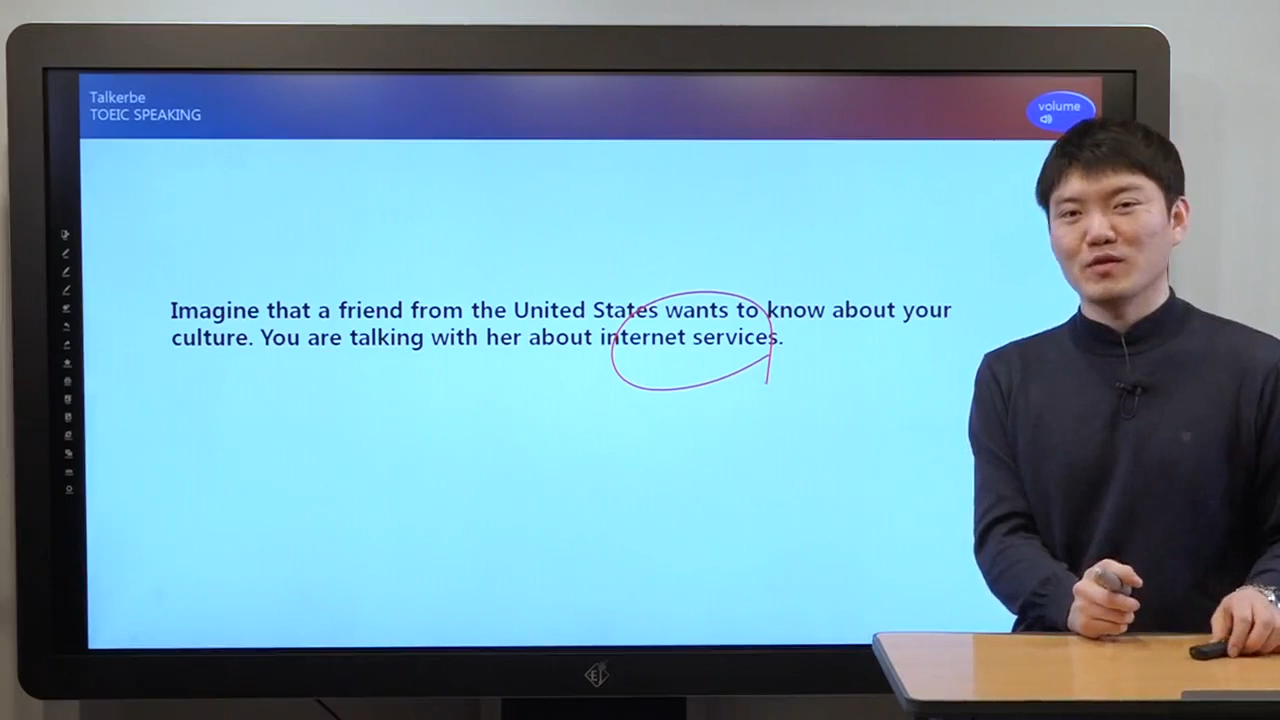 Talkerbe
TOEIC SPEAKING
volume
Imagine that a friend from the United States wants to know about your
culture. You are talking with her about internet services.